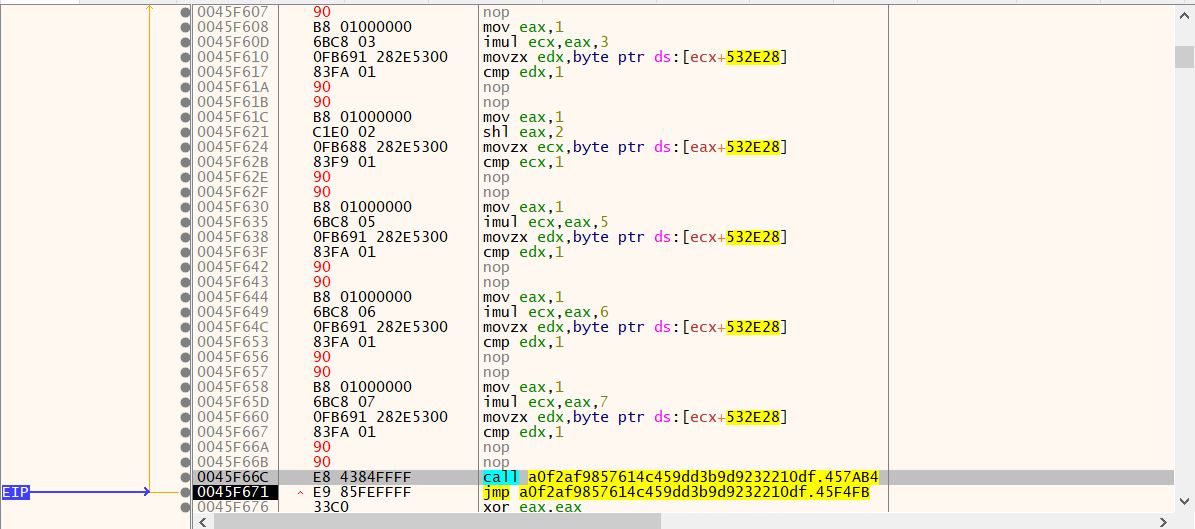 0045F607 90 nop
0045F608 B8 01000000 mov eax,1
0045F60D 6BC8 03 imul ecx,eax,3
0045F610 0FB691 282E5300 movzx edx,byte ptr ds:[ecx+532E28]
0045F617 83FA 01 cmp edx,1
0045F61A 90 nop
0045F61B 90 nop
0045F61C B8 01000000 mov eax,1
0045F621 C1E0 02 shl eax,2
0045F624 0FB688 282E5300 movzx ecx,byte ptr ds:[eax+532E28]
0045F62B 83F9 01 cmp ecx,1
0045F62E 90 nop
0045F62F 90 nop
0045F630 B8 01000000 mov eax,1
0045F635 6BC8 05 imul ecx,eax,5
0045F638 0FB691 282E5300 movzx edx,byte ptr ds:[ecx+532E28]
0045F63F 83FA 01 cmp edx,1
0045F642 90 nop
0045F643 90 nop
0045F644 B8 01000000 mov eax,1
0045F649 6BC8 06 imul ecx,eax,6
0045F64C 0FB691 282E5300 movzx edx,byte ptr ds:[ecx+532E28]
0045F653 83FA 01 cmp edx,1
0045F656 90 nop
0045F657 90 nop
0045F658 B8 01000000 mov eax,1
0045F65D 6BC8 07 imul ecx,eax,7
0045F660 0FB691 282E5300 movzx edx,byte ptr ds:[ecx+532E28]
0045F667 83FA 01 cmp edx,1
0045F66A 90 nop
0045F66B 90 nop
0045F66C E8 4384FFFF call a0f2af9857614c459dd3b9d9232210df.457AB4
EIP 0045F671 E9 85FEFFFF jmp a0f2af9857614c459dd3b9d9232210df.45F4FB
0045F676 33C0 xor eax,eax